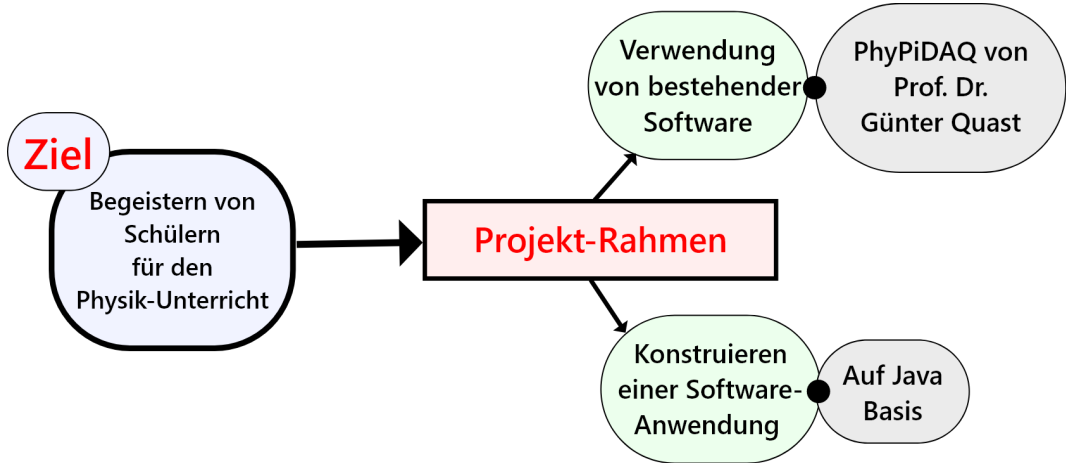 Ziel
Begeistern von
Schülern
für den
Physik-Unterricht
Projekt-Rahmen
Verwendung
von bestehender
Software
PhyPiDAQ von
Prof. Dr.
Günter Quast
Konstruieren
einer Software-
Anwendung
Auf Java
Basis